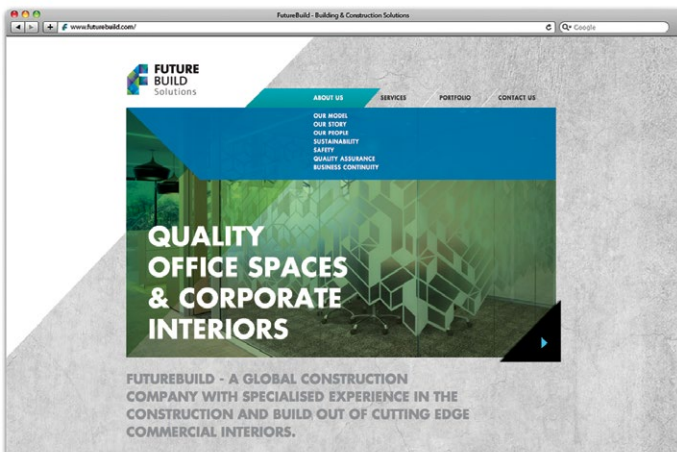 FutureBuild - Building & Construction Solutions
www.futurebuild.com/
Google
FUTURE
BUILD
Solutions
ABOUT US SERVICES PORTFOLIO CONTACT US
OUR MODEL
OUR STORY
OUR PEOPLE
SUSTAINABILITY
SAFETY
QUALITY ASSURANCE
BUSINESS CONTINUITY
QUALITY
OFFICE SPACES
& CORPORATE
INTERIORS
FUTUREBUILD - A GLOBAL CONSTRUCTION
COMPANY WITH SPECIALISED EXPERIENCE IN THE
CONSTRUCTION AND BUILD OUT OF CUTTING EDGE
COMMERCIAL INTERIORS.